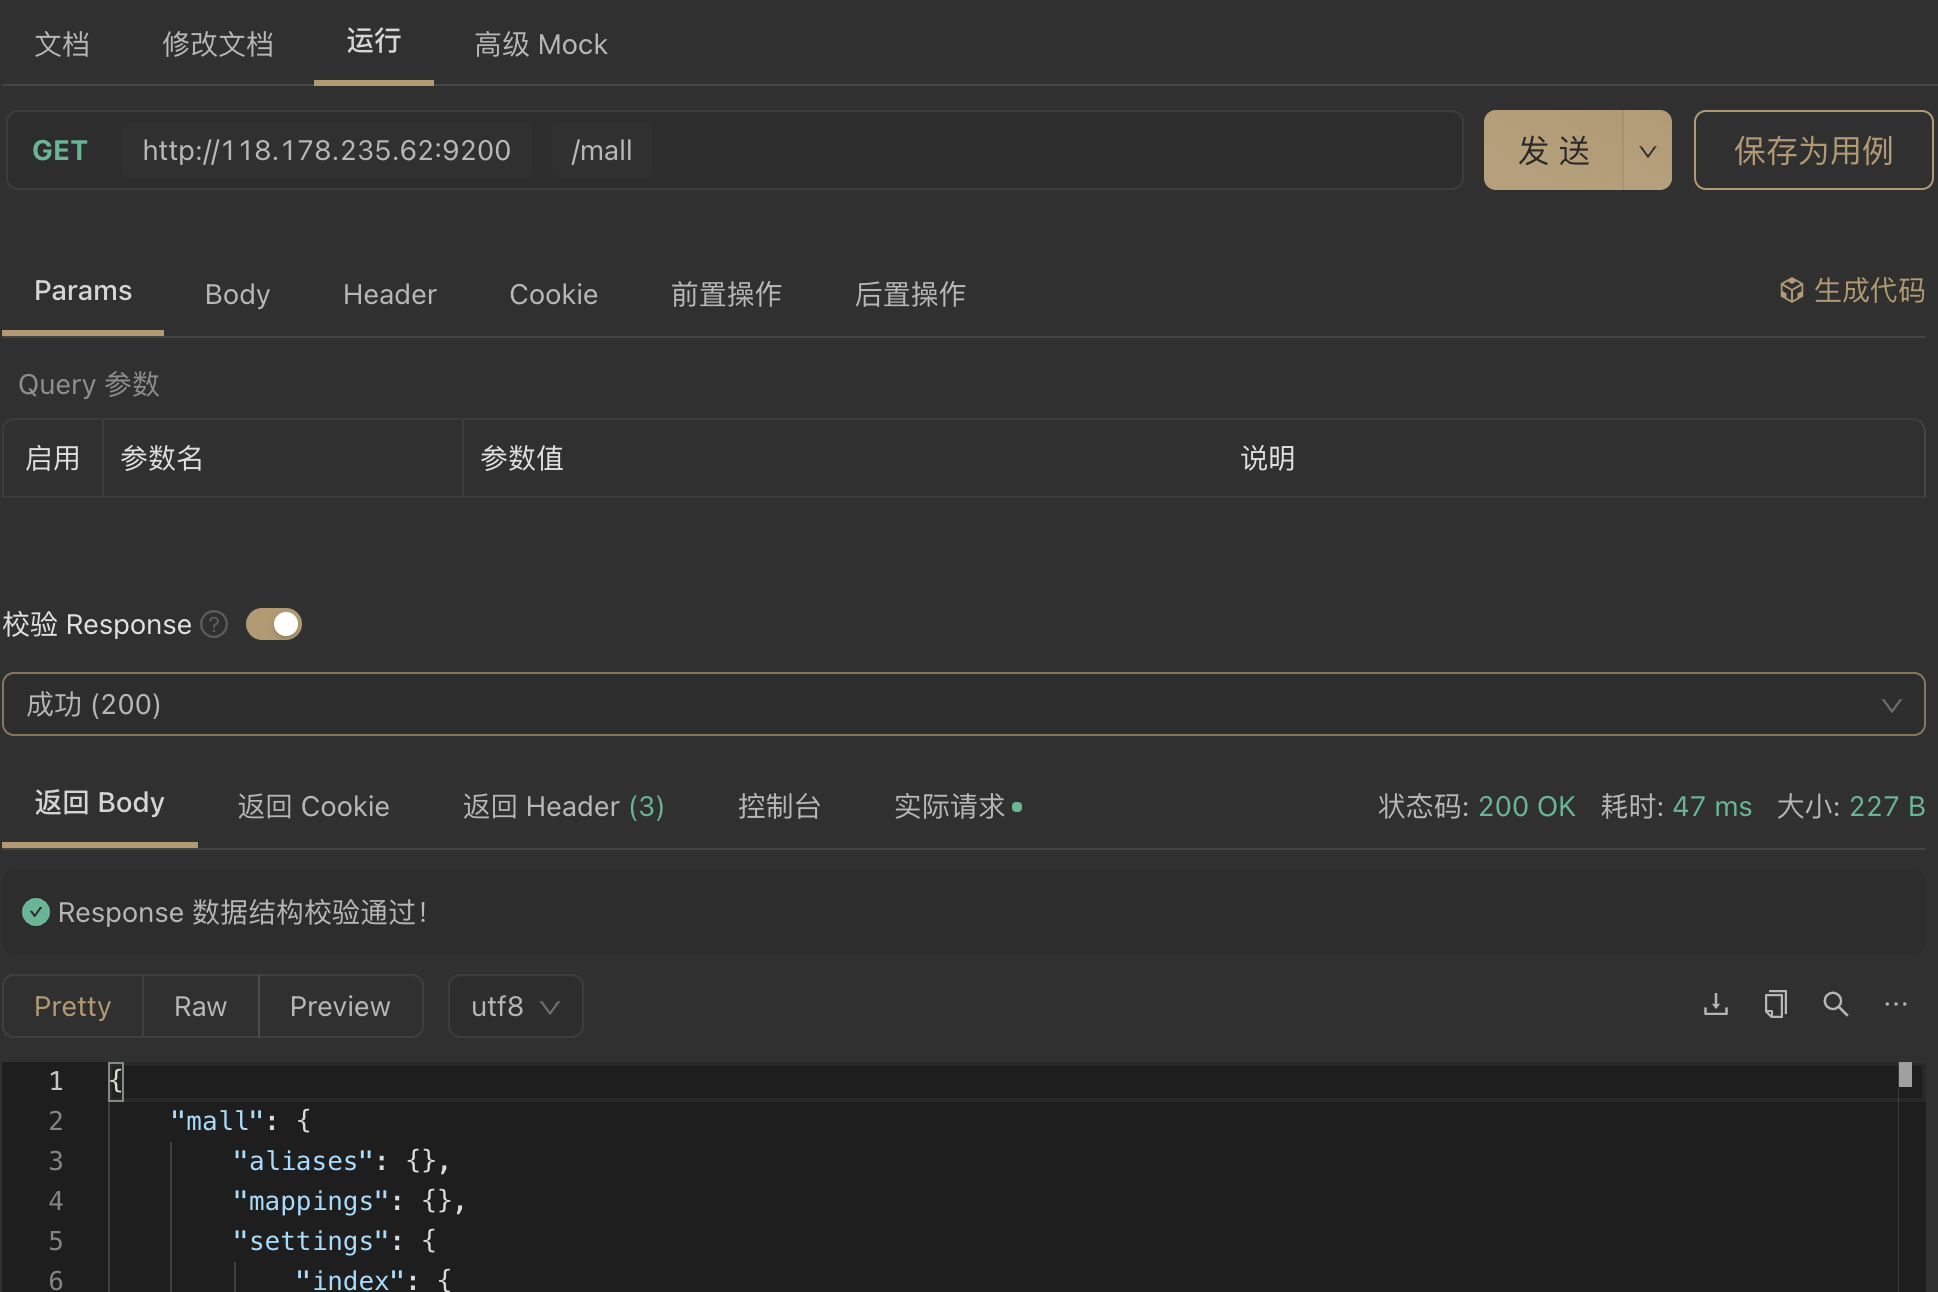 文档 修改文档 运行 高级 Mock
GET http://118.178.235.62:9200 /mall 发 送 保存为用例
Params Body Header Cookie 前置操作 后置操作 生成代码
Query 参数
启用 参数名 参数值 说明
校验 Response ?
成功 (200)
返回 Body 返回 Cookie 返回 Header (3) 控制台 实际请求 状态码: 200 OK 耗时: 47 ms 大小: 227 B
Response 数据结构校验通过!
Pretty Raw Preview utf8
1 {
2 "mall": {
3 "aliases": {},
4 "mappings": {},
5 "settings": {
6 "index": {